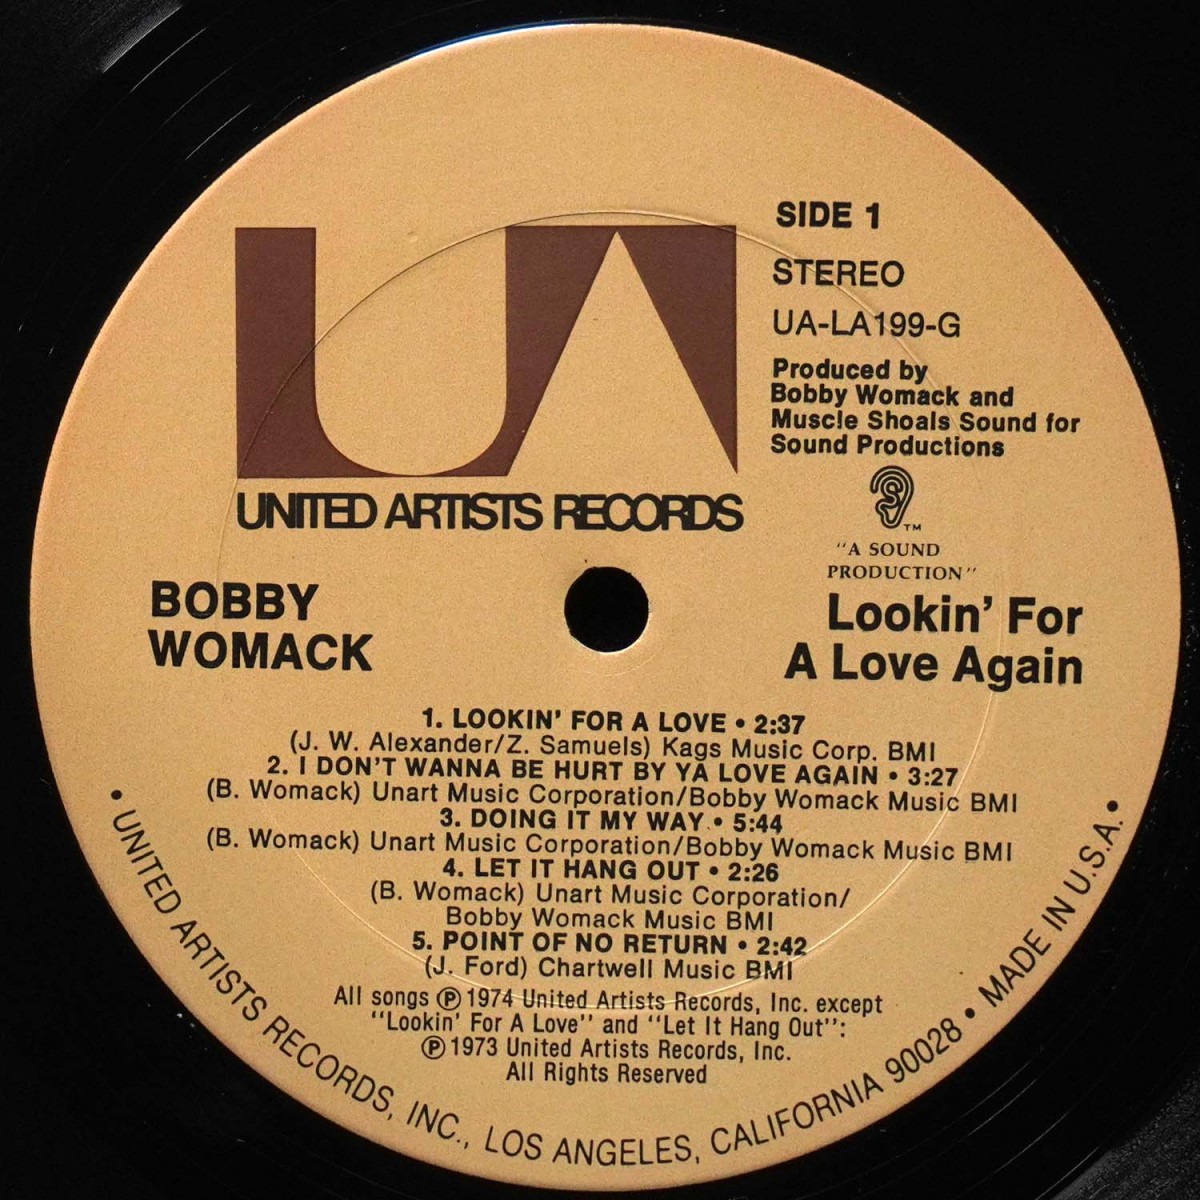 SIDE 1
STEREO
UA-LA199-G
Produced by
Bobby Womack and
Muscle Shoals Sound for
Sound Productions
UA
UNITED ARTISTS RECORDS
S
TM
"A SOUND
PRODUCTION"
BOBBY
WOMACK
Lookin' For
A Love Again
1. LOOKIN' FOR A LOVE • 2:37
(J. W. Alexander/Z. Samuels) Kags Music Corp. BMI
2. I DON'T WANNA BE HURT BY YA LOVE AGAIN • 3:27
(B. Womack) Unart Music Corporation/Bobby Womack Music BMI
3. DOING IT MY WAY • 5:44
(B. Womack) Unart Music Corporation/Bobby Womack Music BMI
4. LET IT HANG OUT • 2:26
(B. Womack) Unart Music Corporation/
Bobby Womack Music BMI
5. POINT OF NO RETURN • 2:42
(J. Ford) Chartwell Music BMI
All songs ℗ 1974 United Artists Records, Inc. except
"Lookin' For A Love" and "Let It Hang Out":
℗ 1973 United Artists Records, Inc.
All Rights Reserved
• UNITED ARTISTS RECORDS, INC., LOS ANGELES, CALIFORNIA 90028 • MADE IN U.S.A. •